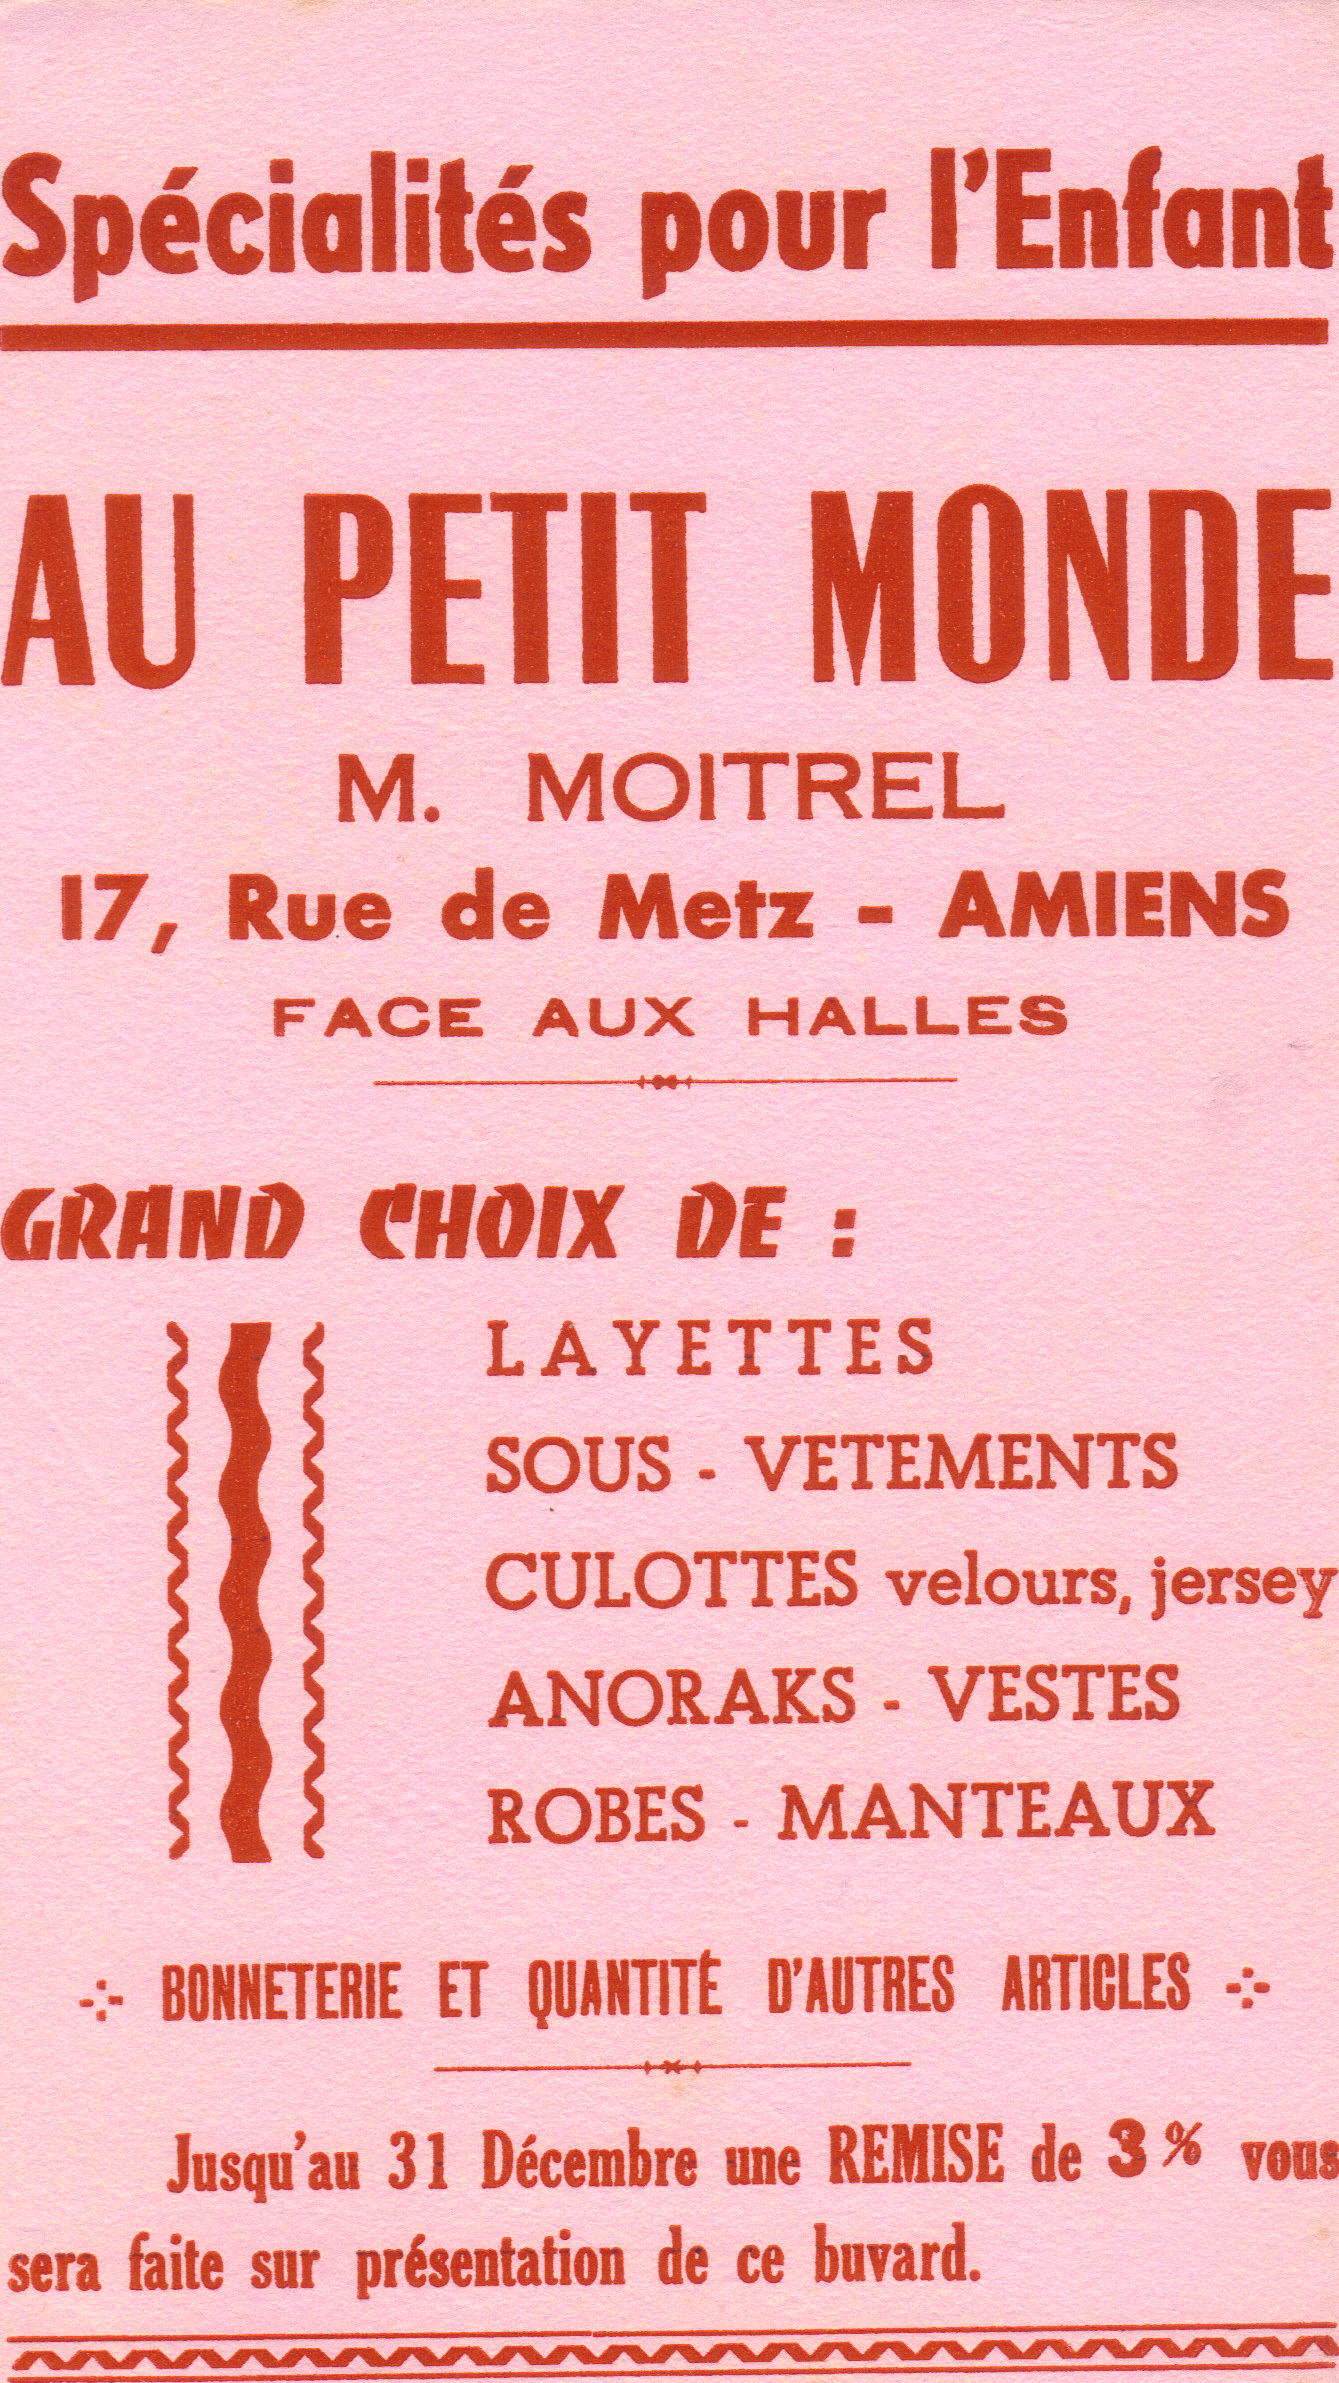 Spécialités pour l'Enfant
AU PETIT MONDE
M. MOITREL
17, Rue de Metz - AMIENS
FACE AUX HALLES
GRAND CHOIX DE :
LAYETTES
SOUS - VETEMENTS
CULOTTES velours, jersey
ANORAKS - VESTES
ROBES - MANTEAUX
BONNETERIE ET QUANTITÉ D'AUTRES ARTICLES
Jusqu'au 31 Décembre une REMISE de 3 % vous
sera faite sur présentation de ce buvard.